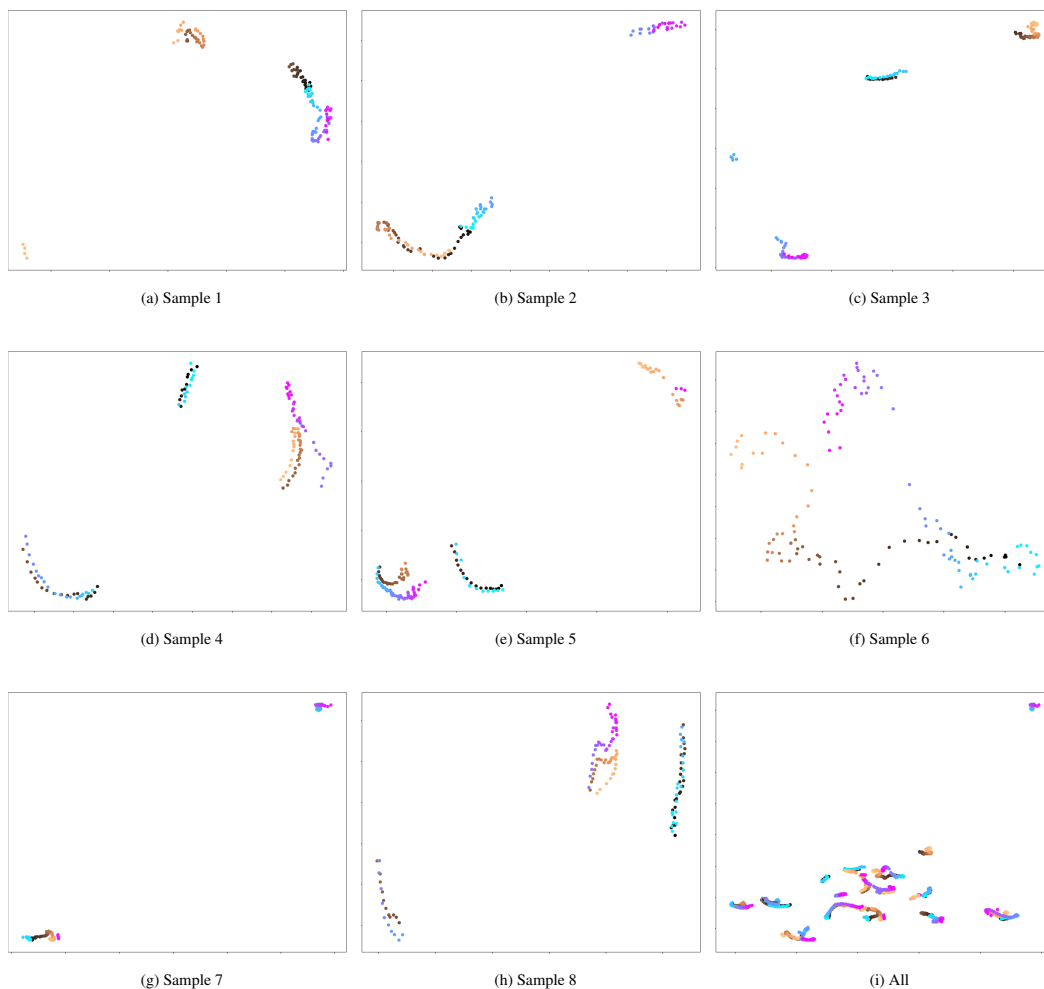 (a) Sample 1
(b) Sample 2
(c) Sample 3
(d) Sample 4
(e) Sample 5
(f) Sample 6
(g) Sample 7
(h) Sample 8
(i) All